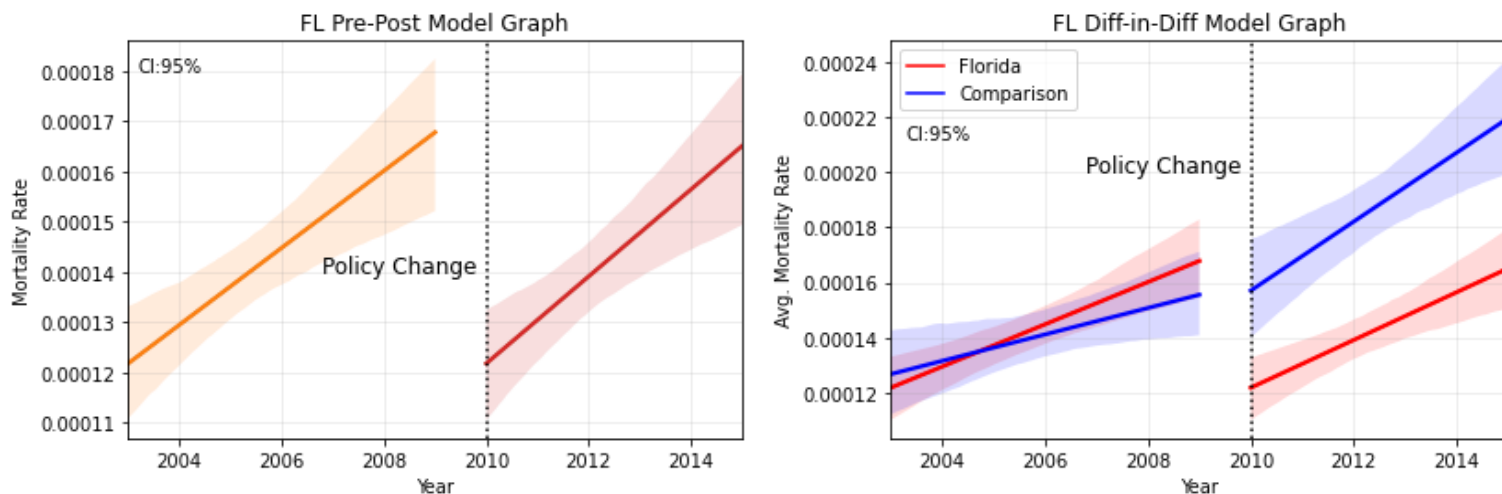 FL Pre-Post Model Graph
CI:95%
Policy Change
0.00018
0.00017
0.00016
0.00015
0.00014
0.00013
0.00012
0.00011
Mortality Rate
2004 2006 2008 2010 2012 2014
Year
FL Diff-in-Diff Model Graph
Florida
Comparison
CI:95%
Policy Change
0.00024
0.00022
0.00020
0.00018
0.00016
0.00014
0.00012
Avg. Mortality Rate
2004 2006 2008 2010 2012 2014
Year